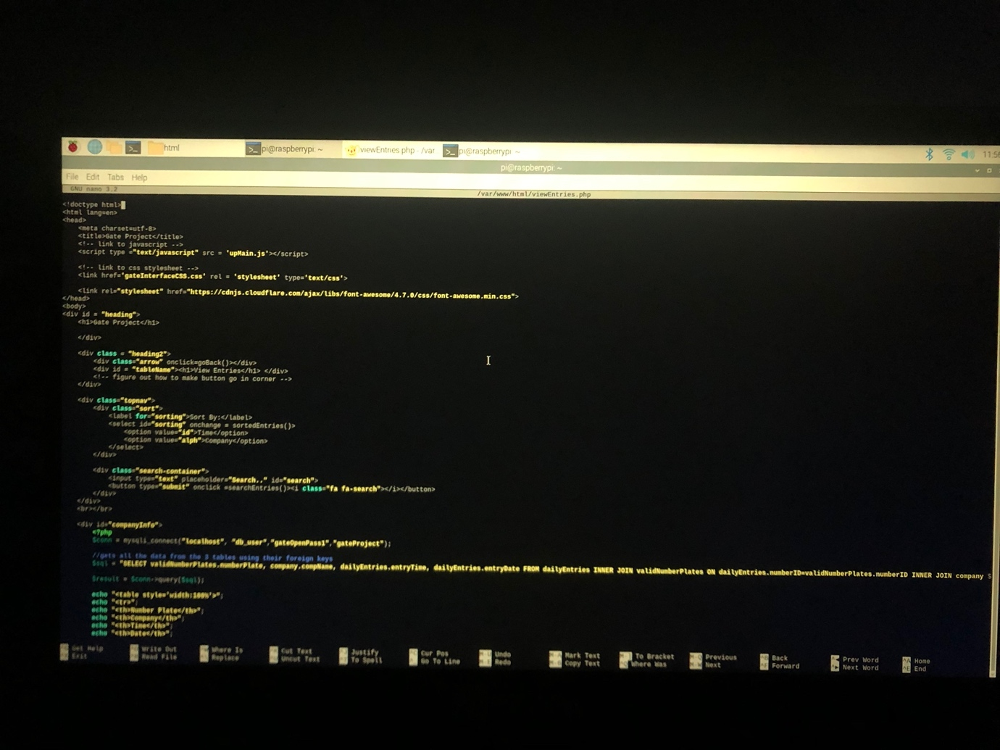 html
pi@raspberrypi: ~
viewEntries.php - /var
pi@raspberrypi: ~
11:5
pi@raspberrypi: ~
File Edit Tabs Help
GNU nano 3.2
/var/www/html/viewEntries.php
<!doctype html>
<html lang=en>
<head>
<meta charset=utf-8>
<title>Gate Project</title>
<!-- link to javascript -->
<script type ="text/javascript" src = 'upMain.js'></script>
<!-- link to css stylesheet -->
<link href='gateInterfaceCSS.css' rel = 'stylesheet' type='text/css'>
<link rel="stylesheet" href="https://cdnjs.cloudflare.com/ajax/libs/font-awesome/4.7.0/css/font-awesome.min.css">
</head>
<body>
<div id = "heading">
<h1>Gate Project</h1>
</div>
<div class = "heading2">
<div class="arrow" onclick=goBack()></div>
<div id = "tableName"><h1>View Entries</h1> </div>
<!-- figure out how to make button go in corner -->
</div>
<div class="topnav">
<div class="sort">
<label for="sorting">Sort By:</label>
<select id="sorting" onchange = sortedEntries()>
<option value="id">Time</option>
<option value="alph">Company</option>
</select>
</div>
<div class="search-container">
<input type="text" placeholder="Search.." id="search">
<button type="submit" onclick =searchEntries()><i class="fa fa-search"></i></button>
</div>
</div>
<br></br>
<div id="companyInfo">
<?php
$conn = mysqli_connect("localhost", "db_user","gateOpenPass1","gateProject");
//gets all the data from the 3 tables using their foreign keys
$sql = "SELECT validNumberPlates.numberPlate, company.compName, dailyEntries.entryTime, dailyEntries.entryDate FROM dailyEntries INNER JOIN validNumberPlates ON dailyEntries.numberID=validNumberPlates.numberID INNER JOIN company $
$result = $conn->query($sql);
echo "<table style='width:100%'>";
echo "<tr>";
echo "<th>Number Plate</th>";
echo "<th>Company</th>";
echo "<th>Time</th>";
echo "<th>Date</th>";
Get Help Write Out Where Is Cut Text Justify Cur Pos Undo Mark Text To Bracket Previous Back Prev Word Home
Exit Read File Replace Uncut Text To Spell Go To Line Redo Copy Text Where Was Next Forward Next Word End